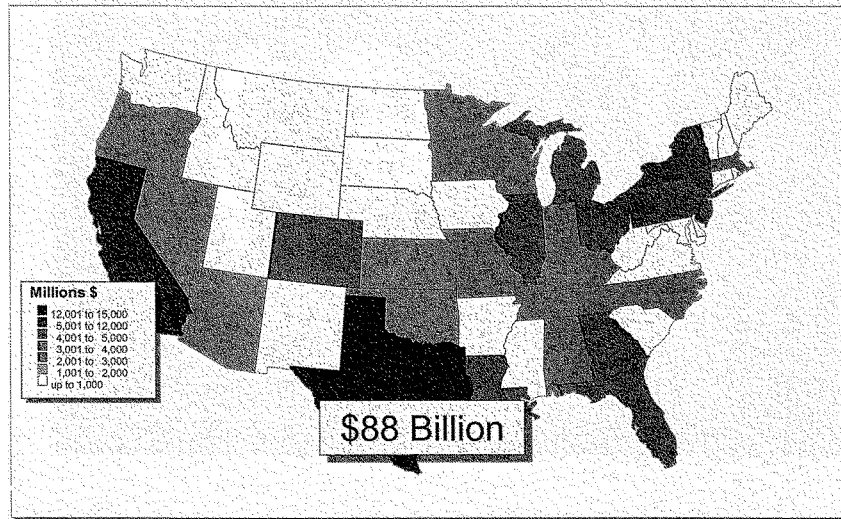 Millions $
12,001 to 15,000
5,001 to 12,000
4,001 to 5,000
3,001 to 4,000
2,001 to 3,000
1,001 to 2,000
up to 1,000
$88 Billion